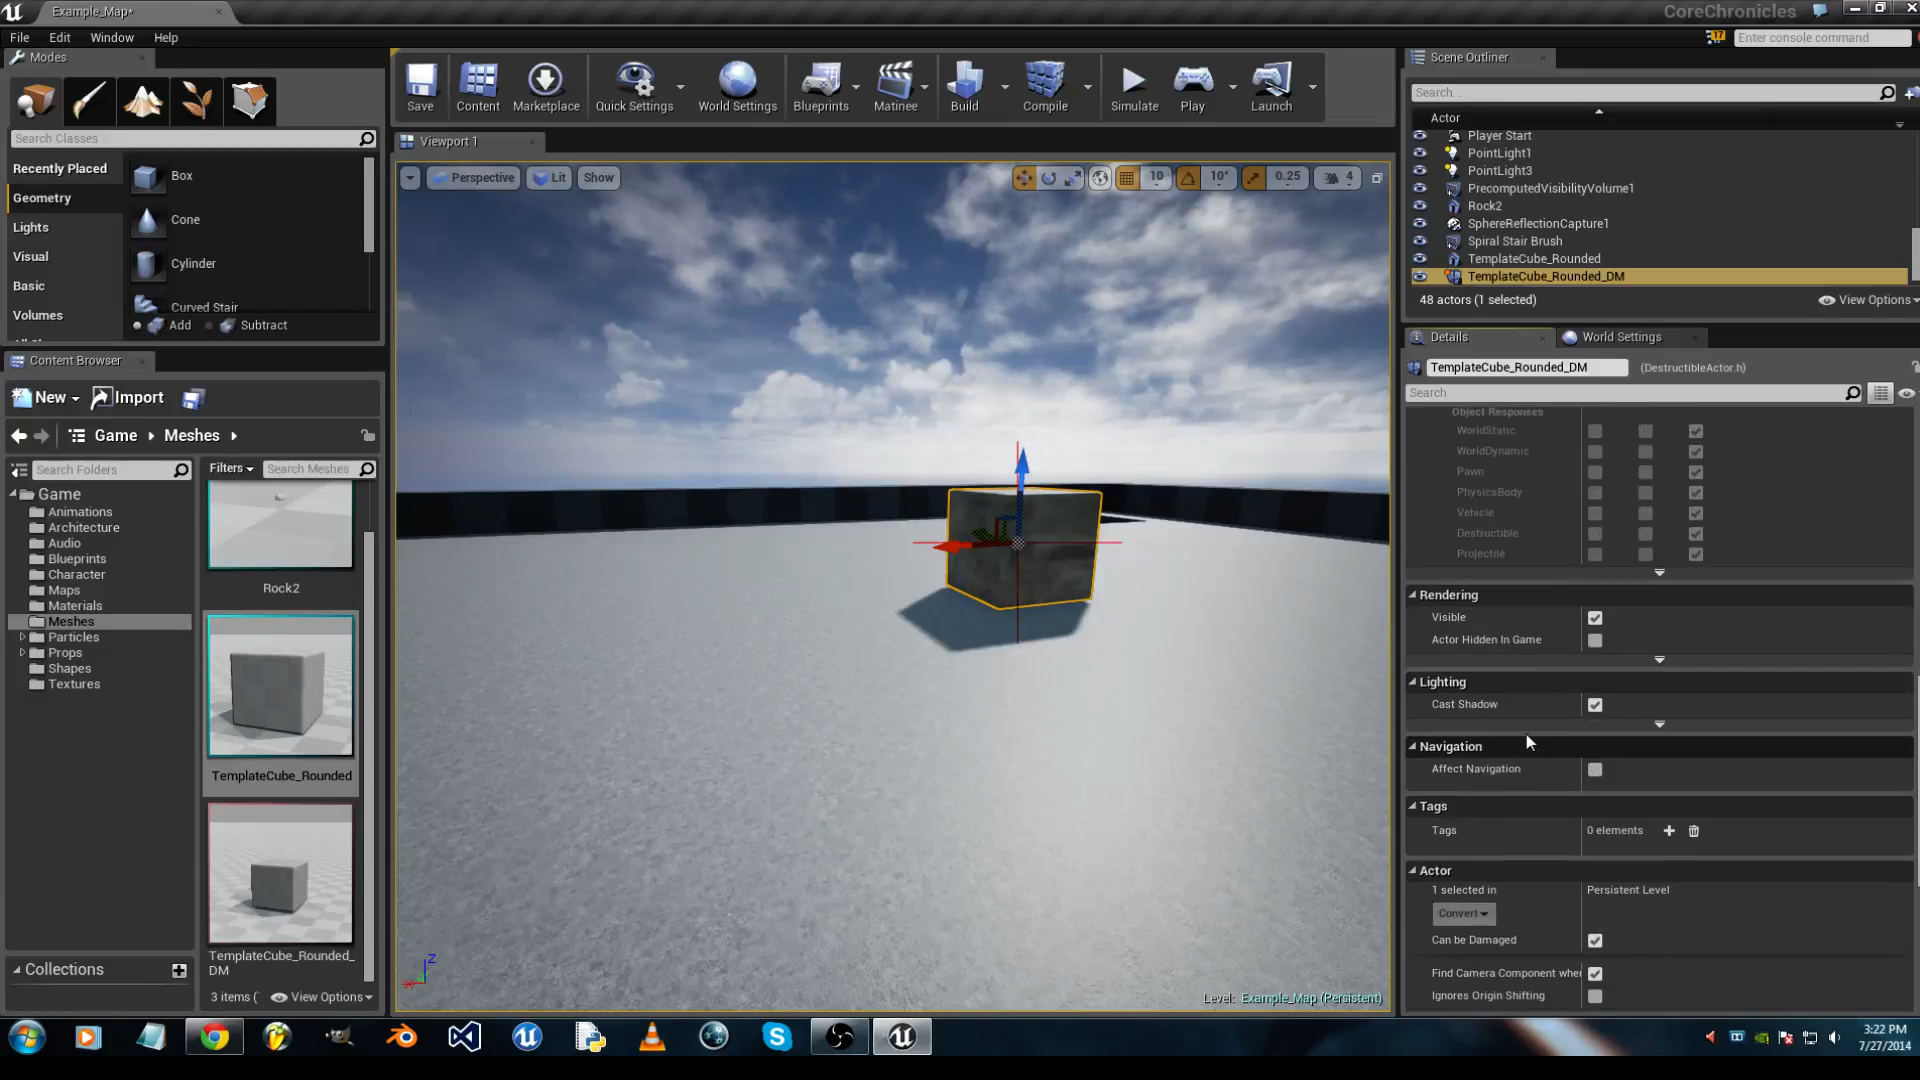 Example_Map*
CoreChronicles
File Edit Window Help
17
Enter console command
Modes
Search Classes
Recently Placed
Geometry
Lights
Visual
Basic
Volumes
Box
Cone
Cylinder
Curved Stair
Add Subtract
Save Content Marketplace Quick Settings World Settings Blueprints Matinee Build Compile Simulate Play Launch
Viewport 1
Perspective Lit Show
10 10° 0.25 4
Level: Example_Map (Persistent)
Z
Scene Outliner
Search...
Actor
Player Start
PointLight1
PointLight3
PrecomputedVisibilityVolume1
Rock2
SphereReflectionCapture1
Spiral Stair Brush
TemplateCube_Rounded
TemplateCube_Rounded_DM
48 actors (1 selected)
View Options
Details World Settings
TemplateCube_Rounded_DM (DestructibleActor.h)
Search
Object Responses
WorldStatic
WorldDynamic
Pawn
PhysicsBody
Vehicle
Destructible
Projectile
Rendering
Visible
Actor Hidden In Game
Lighting
Cast Shadow
Navigation
Affect Navigation
Tags
Tags 0 elements
Actor
1 selected in Persistent Level
Convert
Can be Damaged
Find Camera Component whe
Ignores Origin Shifting
Content Browser
New Import
Game Meshes
Search Folders
Filters Search Meshes
Game
Animations
Architecture
Audio
Blueprints
Character
Maps
Materials
Meshes
Particles
Props
Shapes
Textures
Rock2
TemplateCube_Rounded
TemplateCube_Rounded_
DM
Collections
3 items ( View Options
3:22 PM
7/27/2014